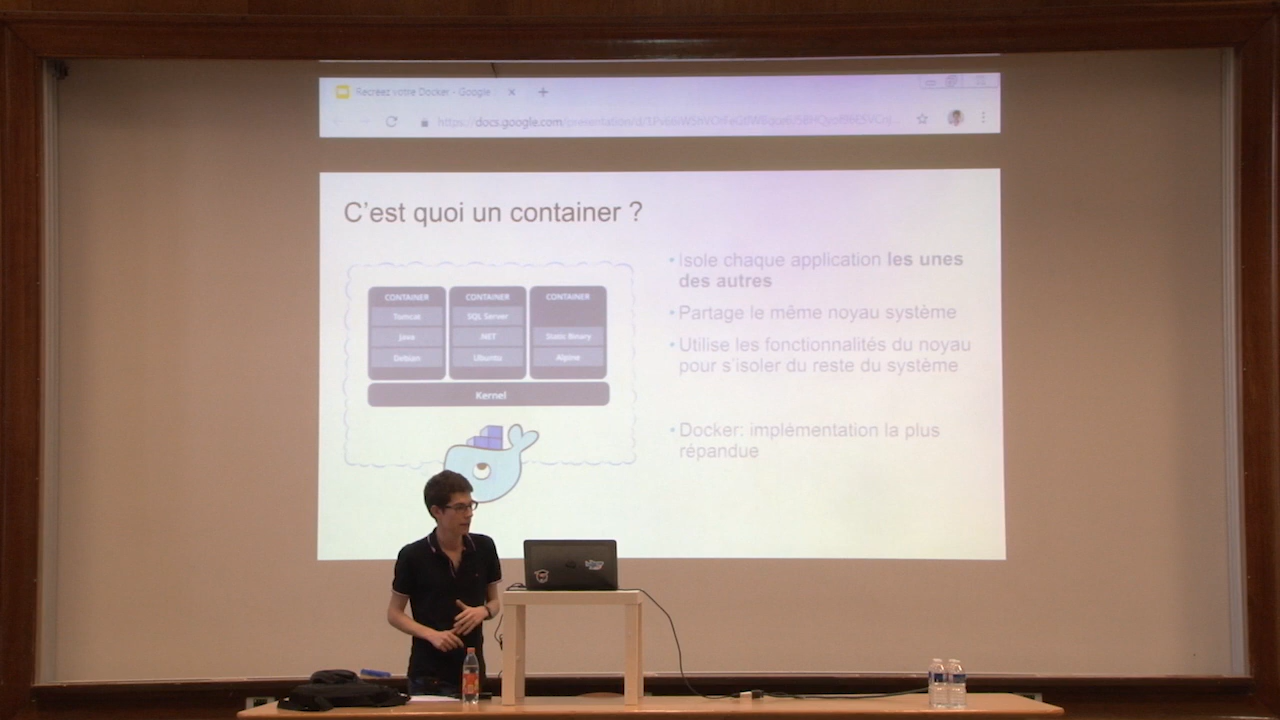 Recréez votre Docker - Google
https://docs.google.com/presentation/d/
C'est quoi un container ?
CONTAINER
Tomcat
Java
Debian
CONTAINER
SQL Server
.NET
Ubuntu
CONTAINER
Static Binary
Alpine
Kernel
• Isole chaque application les unes
des autres
• Partage le même noyau système
• Utilise les fonctionnalités du noyau
pour s'isoler du reste du système
• Docker: implémentation la plus
répandue